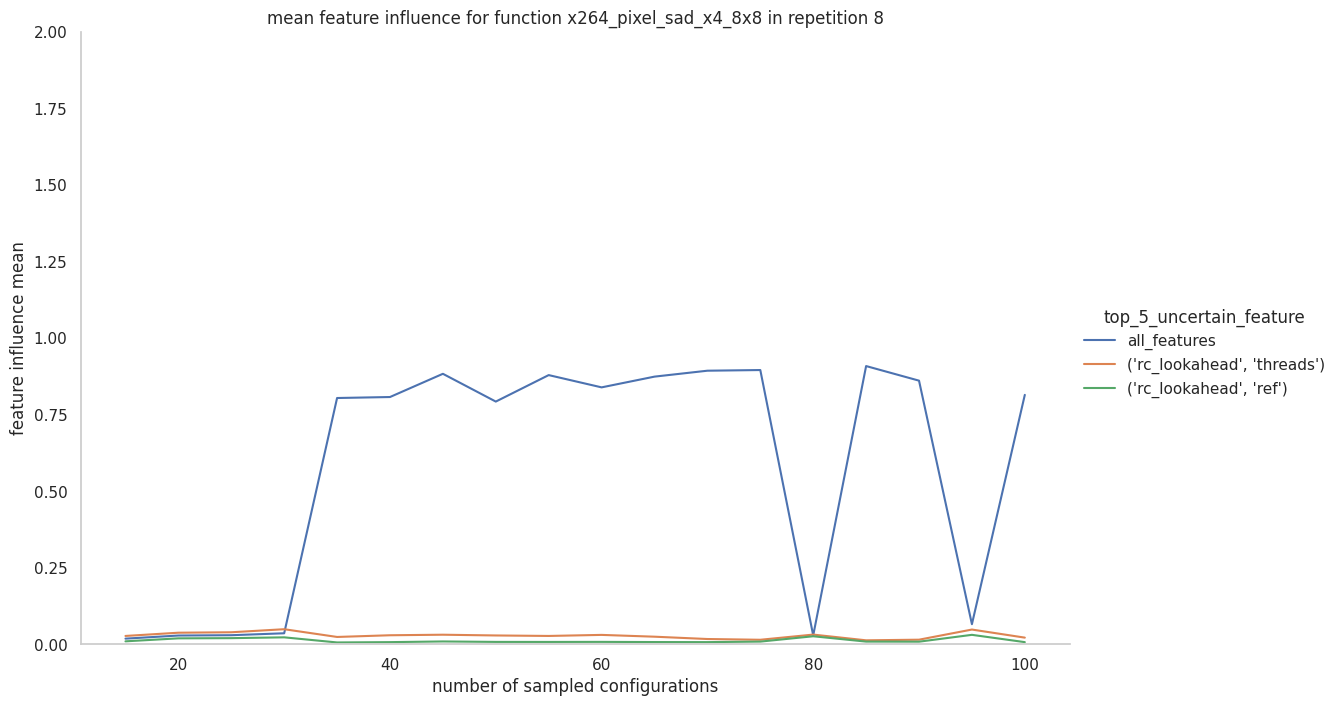 mean feature influence for function x264_pixel_sad_x4_8x8 in repetition 8
2.00
1.75
1.50
1.25
1.00
0.75
0.50
0.25
0.00
feature influence mean
20
40
60
80
100
number of sampled configurations
top_5_uncertain_feature
all_features
('rc_lookahead', 'threads')
('rc_lookahead', 'ref')